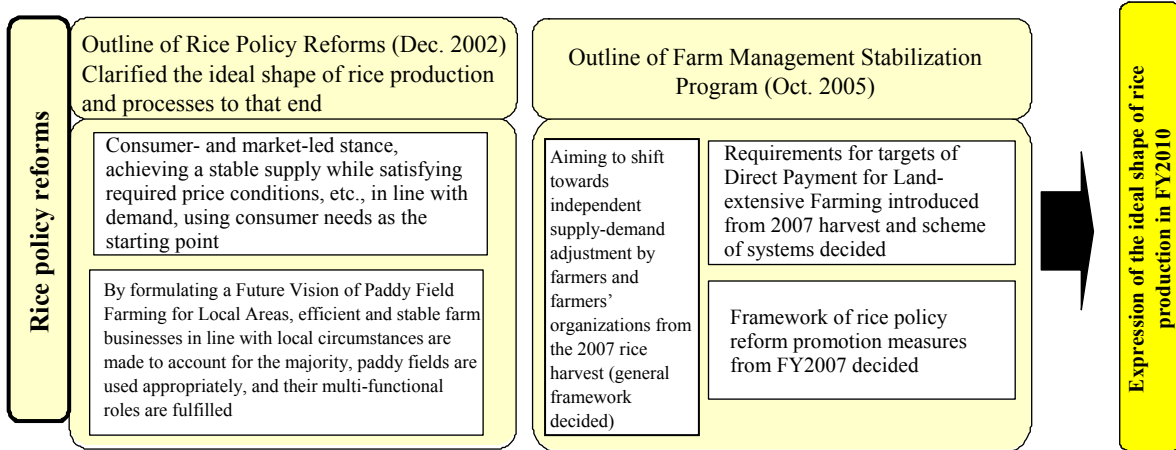 Rice policy reforms
Outline of Rice Policy Reforms (Dec. 2002)
Clarified the ideal shape of rice production
and processes to that end
Consumer- and market-led stance,
achieving a stable supply while satisfying
required price conditions, etc., in line with
demand, using consumer needs as the
starting point
By formulating a Future Vision of Paddy Field
Farming for Local Areas, efficient and stable farm
businesses in line with local circumstances are
made to account for the majority, paddy fields are
used appropriately, and their multi-functional
roles are fulfilled
Outline of Farm Management Stabilization
Program (Oct. 2005)
Aiming to shift
towards
independent
supply-demand
adjustment by
farmers and
farmers’
organizations from
the 2007 rice
harvest (general
framework
decided)
Requirements for targets of
Direct Payment for Land-
extensive Farming introduced
from 2007 harvest and scheme
of systems decided
Framework of rice policy
reform promotion measures
from FY2007 decided
Expression of the ideal shape of rice
production in FY2010